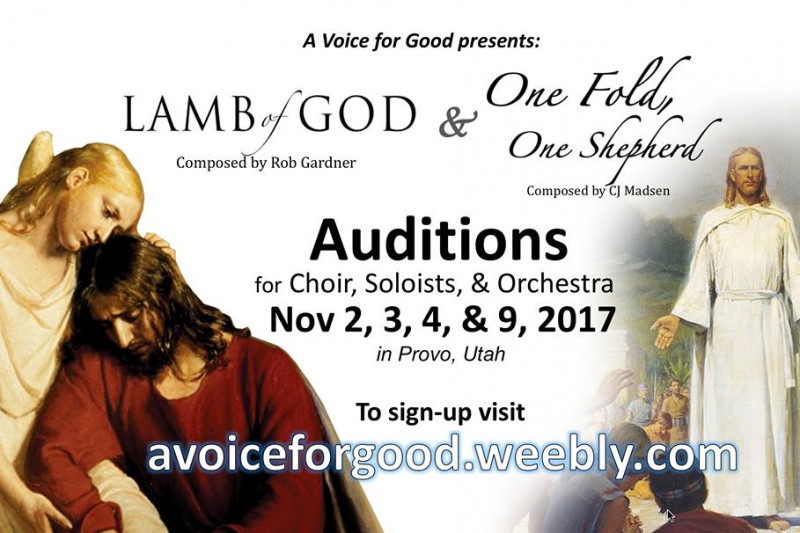 A Voice for Good presents:
LAMB of GOD & One Fold,
One Shepherd
Composed by Rob Gardner
Composed by CJ Madsen
Auditions
for Choir, Soloists, & Orchestra
Nov 2, 3, 4, & 9, 2017
in Provo, Utah
To sign-up visit
avoiceforgood.weebly.com